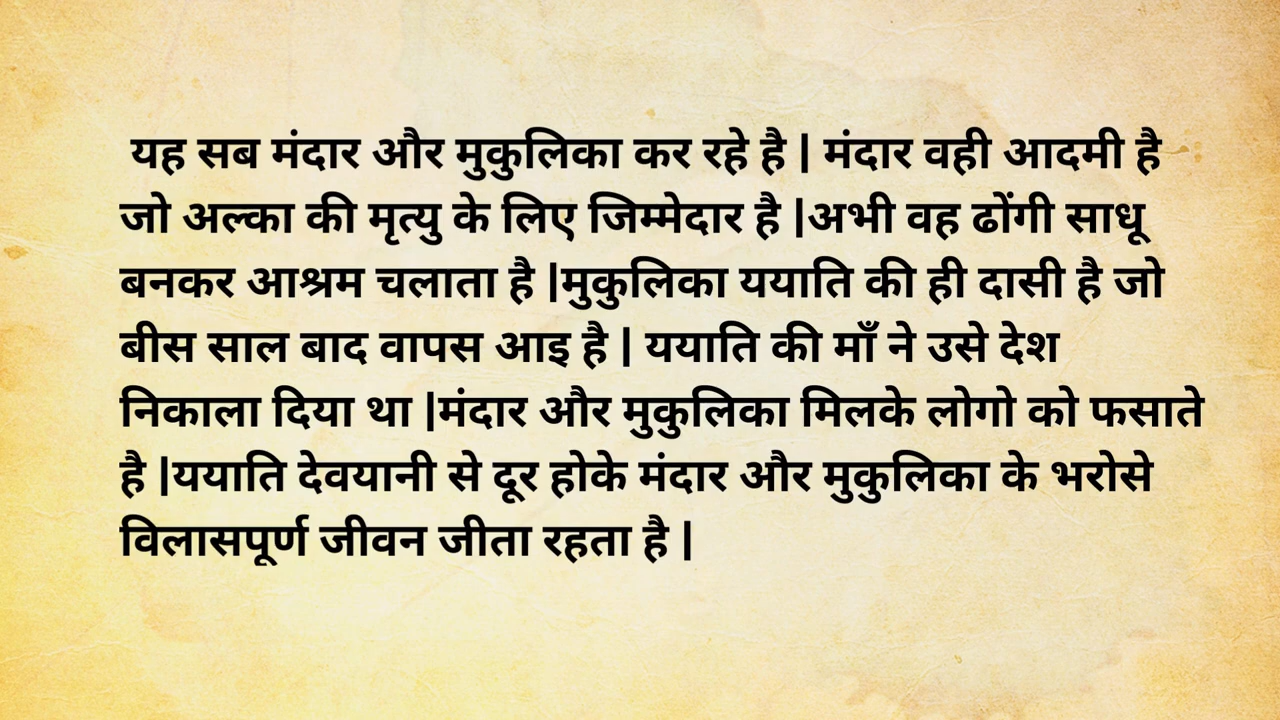 यह सब मंदार और मुकुलिका कर रहे है | मंदार वही आदमी है
जो अल्का की मृत्यु के लिए जिम्मेदार है |अभी वह ढोंगी साधू
बनकर आश्रम चलाता है |मुकुलिका ययाति की ही दासी है जो
बीस साल बाद वापस आइ है | ययाति की माँ ने उसे देश
निकाला दिया था |मंदार और मुकुलिका मिलके लोगो को फसाते
है |ययाति देवयानी से दूर होके मंदार और मुकुलिका के भरोसे
विलासपूर्ण जीवन जीता रहता है |